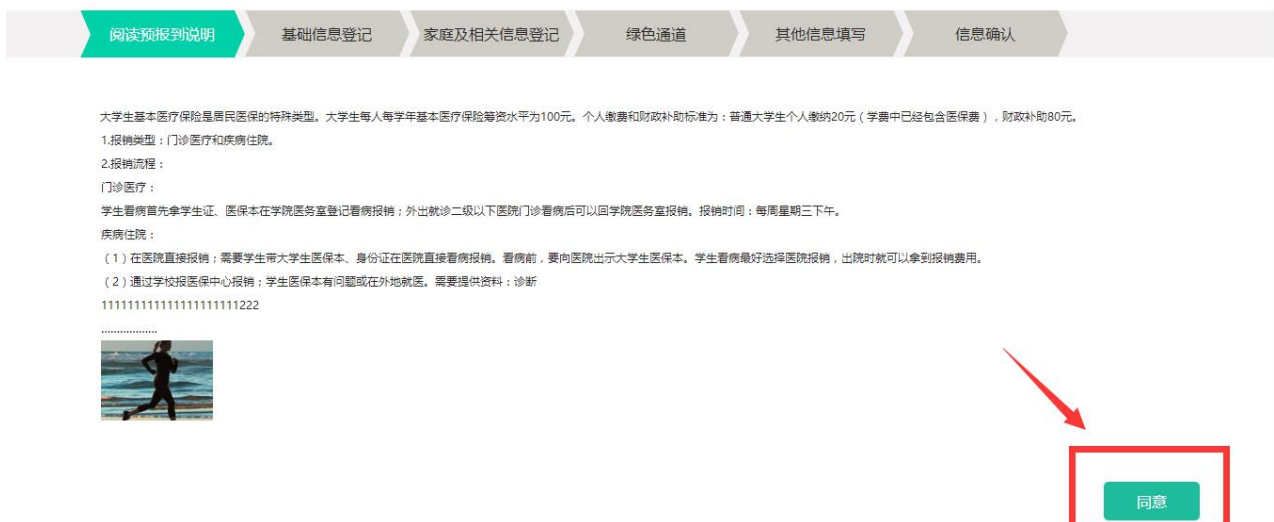 阅读预报到说明
基础信息登记
家庭及相关信息登记
绿色通道
其他信息填写
信息确认
大学生基本医疗保险是居民医保的特殊类型。大学生每人每学年基本医疗保险筹资水平为100元。个人缴费和财政补助标准为：普通大学生个人缴纳20元（学费中已经包含医保费），财政补助80元。
1.报销类型：门诊医疗和疾病住院。
2.报销流程：
门诊医疗：
学生看病首先拿学生证、医保本在学院医务室登记看病报销；外出就诊二级以下医院门诊看病后可以回学院医务室报销。报销时间：每周星期三下午。
疾病住院：
（1）在医院直接报销；需要学生带大学生医保本、身份证在医院直接看病报销。看病前，要向医院出示大学生医保本。学生看病最好选择医院报销，出院时就可以拿到报销费用。
（2）通过学校报医保中心报销；学生医保本有问题或在外地就医。需要提供资料：诊断
111111111111111111111222
..................
同意